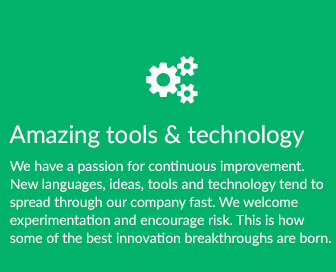 Amazing tools & technology
We have a passion for continuous improvement.
New languages, ideas, tools and technology tend to
spread through our company fast. We welcome
experimentation and encourage risk. This is how
some of the best innovation breakthroughs are born.